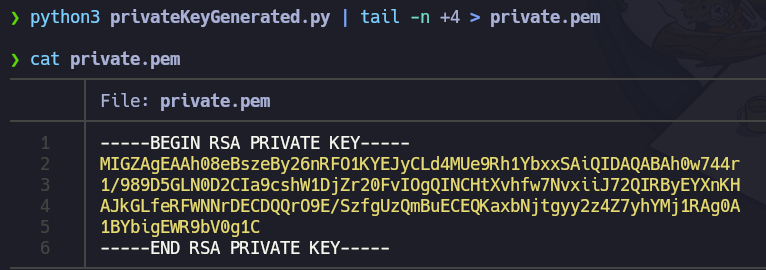 ❯ python3 privateKeyGenerated.py | tail -n +4 > private.pem
❯ cat private.pem
File: private.pem
1 -----BEGIN RSA PRIVATE KEY-----
2 MIGZAgEAAh08eBszeBy26nRFO1KYEJyCLd4MUe9Rh1YbxxSAiQIDAQABAh0w744r
3 1/989D5GLN0D2CIa9cshW1DjZr20FvIOgQINCHtXvhfw7NvxiiJ72QIRByEYXnKH
4 AJkGLfeRFWNNrDECDQQrO9E/SzfgUzQmBuECEQKaxbNjtgyy2z4Z7yhYMj1RAg0A
5 1BYbigEWR9bV0g1C
6 -----END RSA PRIVATE KEY-----